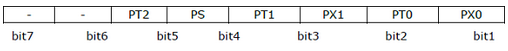 - - PT2 PS PT1 PX1 PT0 PX0
bit7 bit6 bit5 bit4 bit3 bit2 bit1